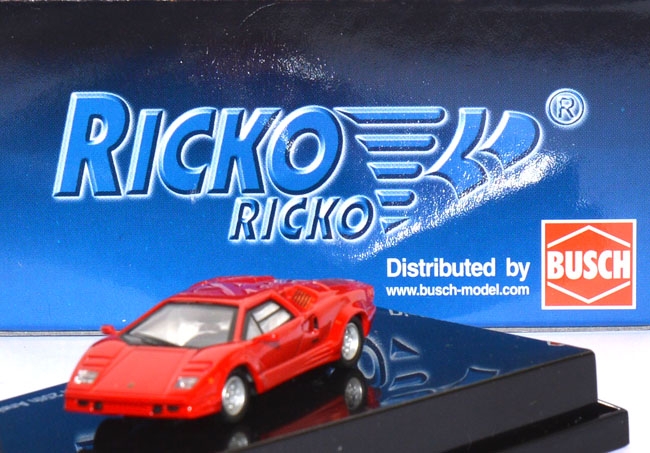 RICKO
®
RICKO
Distributed by
www.busch-model.com
BUSCH